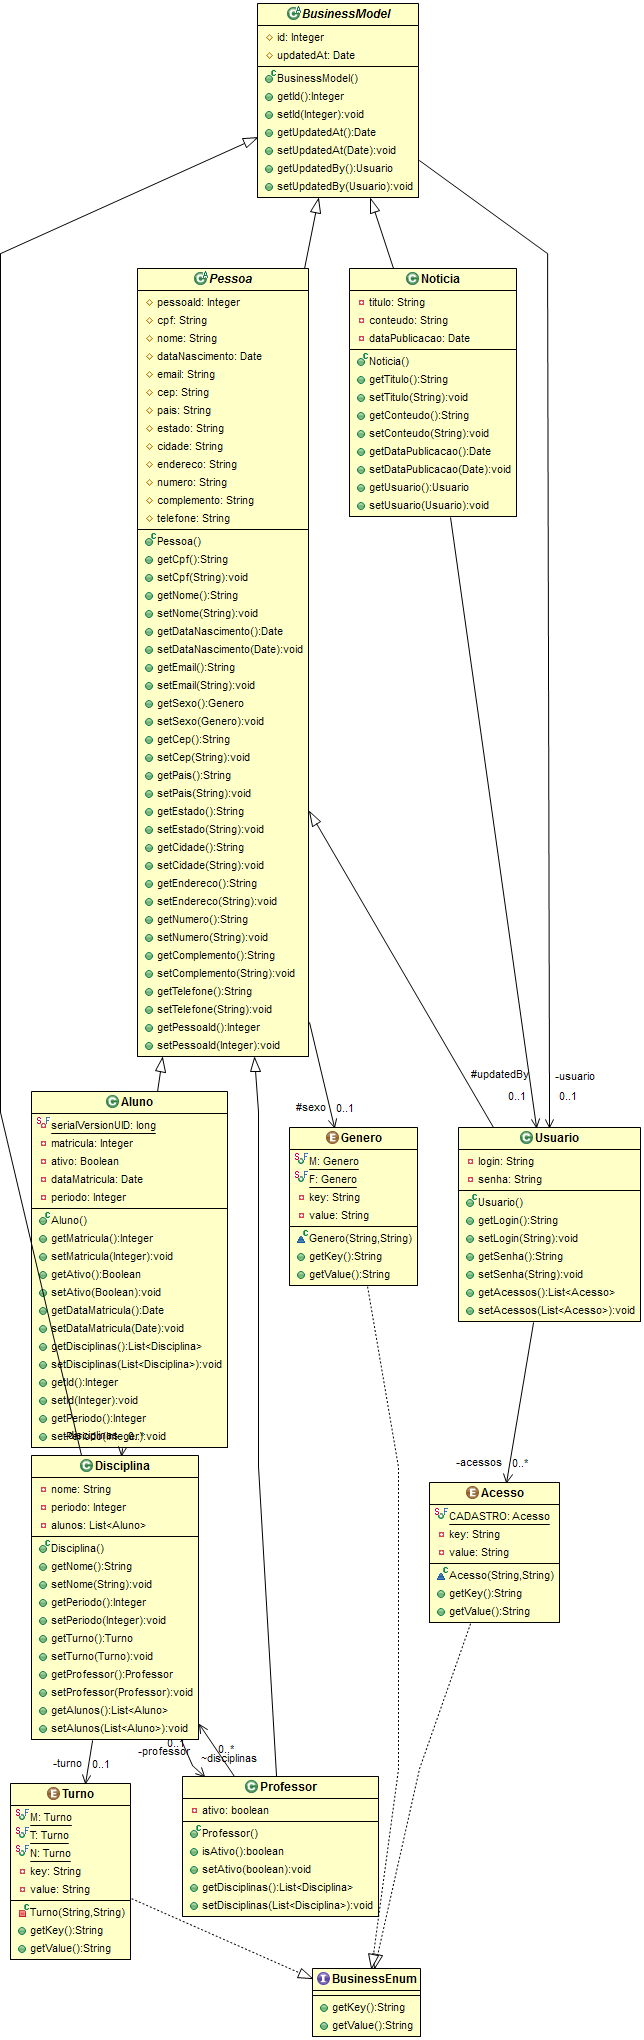 BusinessModel
id: Integer
updatedAt: Date
BusinessModel()
getId():Integer
setId(Integer):void
getUpdatedAt():Date
setUpdatedAt(Date):void
getUpdatedBy():Usuario
setUpdatedBy(Usuario):void
Pessoa
pessoaId: Integer
cpf: String
nome: String
dataNascimento: Date
email: String
cep: String
pais: String
estado: String
cidade: String
endereco: String
numero: String
complemento: String
telefone: String
Pessoa()
getCpf():String
setCpf(String):void
getNome():String
setNome(String):void
getDataNascimento():Date
setDataNascimento(Date):void
getEmail():String
setEmail(String):void
getSexo():Genero
setSexo(Genero):void
getCep():String
setCep(String):void
getPais():String
setPais(String):void
getEstado():String
setEstado(String):void
getCidade():String
setCidade(String):void
getEndereco():String
setEndereco(String):void
getNumero():String
setNumero(String):void
getComplemento():String
setComplemento(String):void
getTelefone():String
setTelefone(String):void
getPessoaId():Integer
setPessoaId(Integer):void
Noticia
titulo: String
conteudo: String
dataPublicacao: Date
Noticia()
getTitulo():String
setTitulo(String):void
getConteudo():String
setConteudo(String):void
getDataPublicacao():Date
setDataPublicacao(Date):void
getUsuario():Usuario
setUsuario(Usuario):void
#updatedBy
0..1
-usuario
0..1
#sexo
0..1
Aluno
serialVersionUID: long
matricula: Integer
ativo: Boolean
dataMatricula: Date
periodo: Integer
Aluno()
getMatricula():Integer
setMatricula(Integer):void
getAtivo():Boolean
setAtivo(Boolean):void
getDataMatricula():Date
setDataMatricula(Date):void
getDisciplinas():List<Disciplina>
setDisciplinas(List<Disciplina>):void
getId():Integer
setId(Integer):void
getPeriodo():Integer
setPeriodo(Integer):void
-disciplinas
0..*
Genero
M: Genero
F: Genero
key: String
value: String
Genero(String,String)
getKey():String
getValue():String
Usuario
login: String
senha: String
Usuario()
getLogin():String
setLogin(String):void
getSenha():String
setSenha(String):void
getAcessos():List<Acesso>
setAcessos(List<Acesso>):void
-acessos
0..*
Disciplina
nome: String
periodo: Integer
alunos: List<Aluno>
Disciplina()
getNome():String
setNome(String):void
getPeriodo():Integer
setPeriodo(Integer):void
getTurno():Turno
setTurno(Turno):void
getProfessor():Professor
setProfessor(Professor):void
getAlunos():List<Aluno>
setAlunos(List<Aluno>):void
Acesso
CADASTRO: Acesso
key: String
value: String
Acesso(String,String)
getKey():String
getValue():String
-turno
0..1
-professor
0..1
~disciplinas
0..*
Turno
M: Turno
T: Turno
N: Turno
key: String
value: String
Turno(String,String)
getKey():String
getValue():String
Professor
ativo: boolean
Professor()
isAtivo():boolean
setAtivo(boolean):void
getDisciplinas():List<Disciplina>
setDisciplinas(List<Disciplina>):void
BusinessEnum
getKey():String
getValue():String